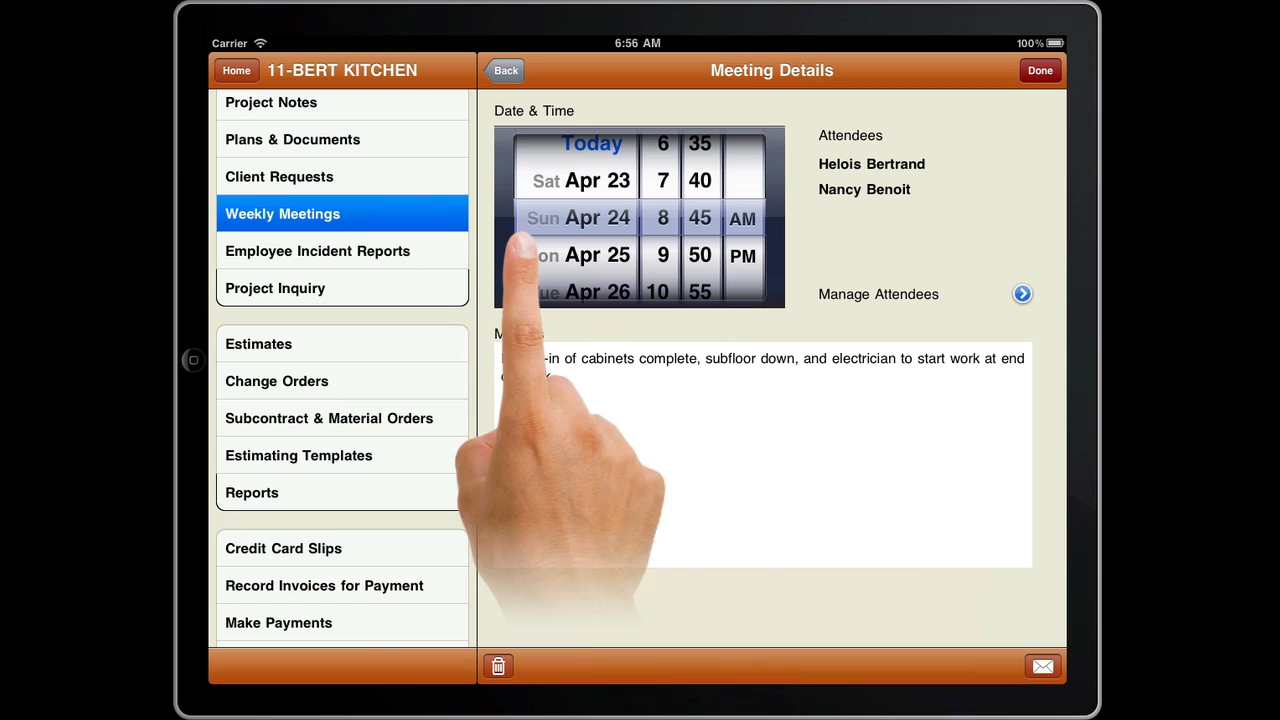 Carrier 6:56 AM 100%
Home 11-BERT KITCHEN
Project Notes
Plans & Documents
Client Requests
Weekly Meetings
Employee Incident Reports
Project Inquiry
Estimates
Change Orders
Subcontract & Material Orders
Estimating Templates
Reports
Credit Card Slips
Record Invoices for Payment
Make Payments
Back Meeting Details Done
Date & Time
Today 6 35
Sat Apr 23 7 40
Sun Apr 24 8 45 AM
Apr 25 9 50 PM
Apr 26 10 55
Attendees
Helois Bertrand
Nancy Benoit
Manage Attendees
of cabinets complete, subfloor down, and electrician to start work at end